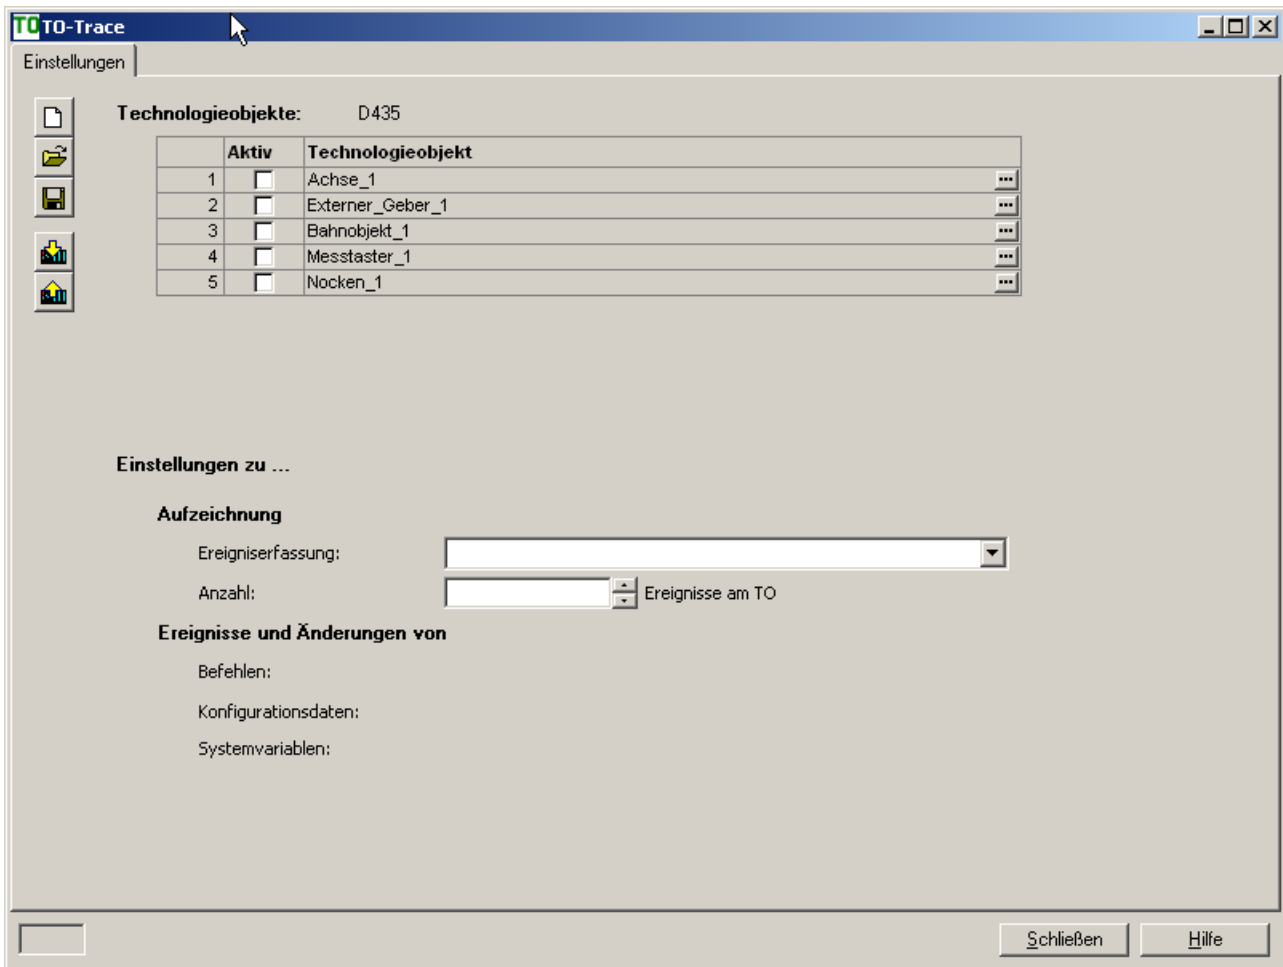 TO TO-Trace
Einstellungen
Technologieobjekte: D435
Aktiv Technologieobjekt
1 Achse_1 ...
2 Externer_Geber_1 ...
3 Bahnobjekt_1 ...
4 Messtaster_1 ...
5 Nocken_1 ...
Einstellungen zu ...
Aufzeichnung
Ereigniserfassung:
Anzahl: Ereignisse am TO
Ereignisse und Änderungen von
Befehlen:
Konfigurationsdaten:
Systemvariablen:
Schließen Hilfe